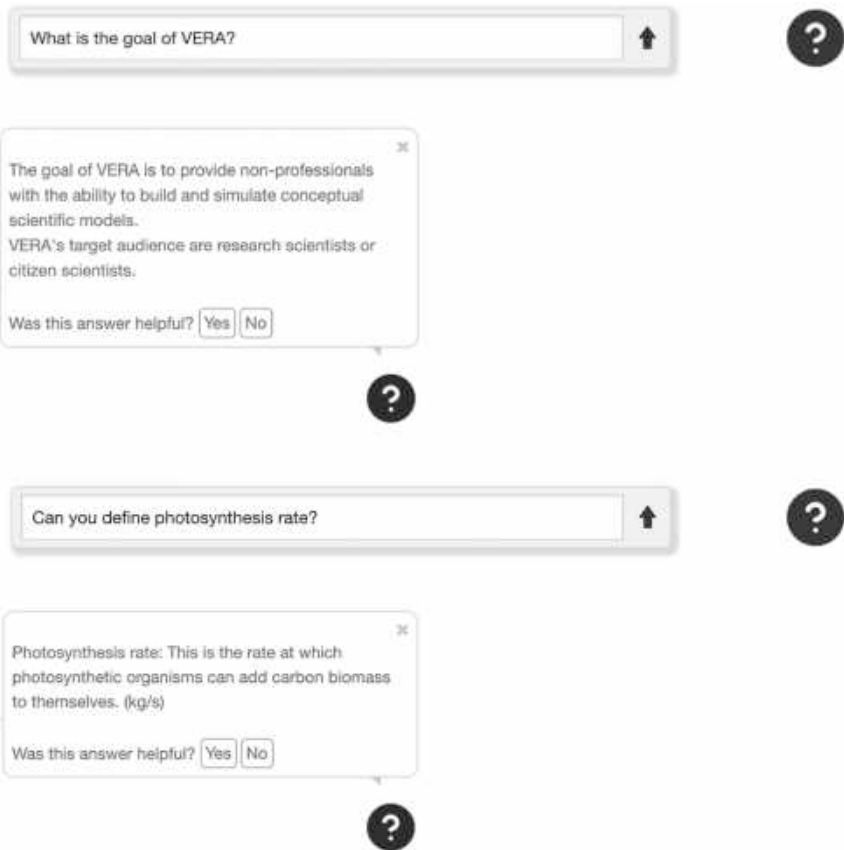 What is the goal of VERA?
?
×
The goal of VERA is to provide non-professionals
with the ability to build and simulate conceptual
scientific models.
VERA's target audience are research scientists or
citizen scientists.
Was this answer helpful? Yes No
?
Can you define photosynthesis rate?
?
×
Photosynthesis rate: This is the rate at which
photosynthetic organisms can add carbon biomass
to themselves. (kg/s)
Was this answer helpful? Yes No
?